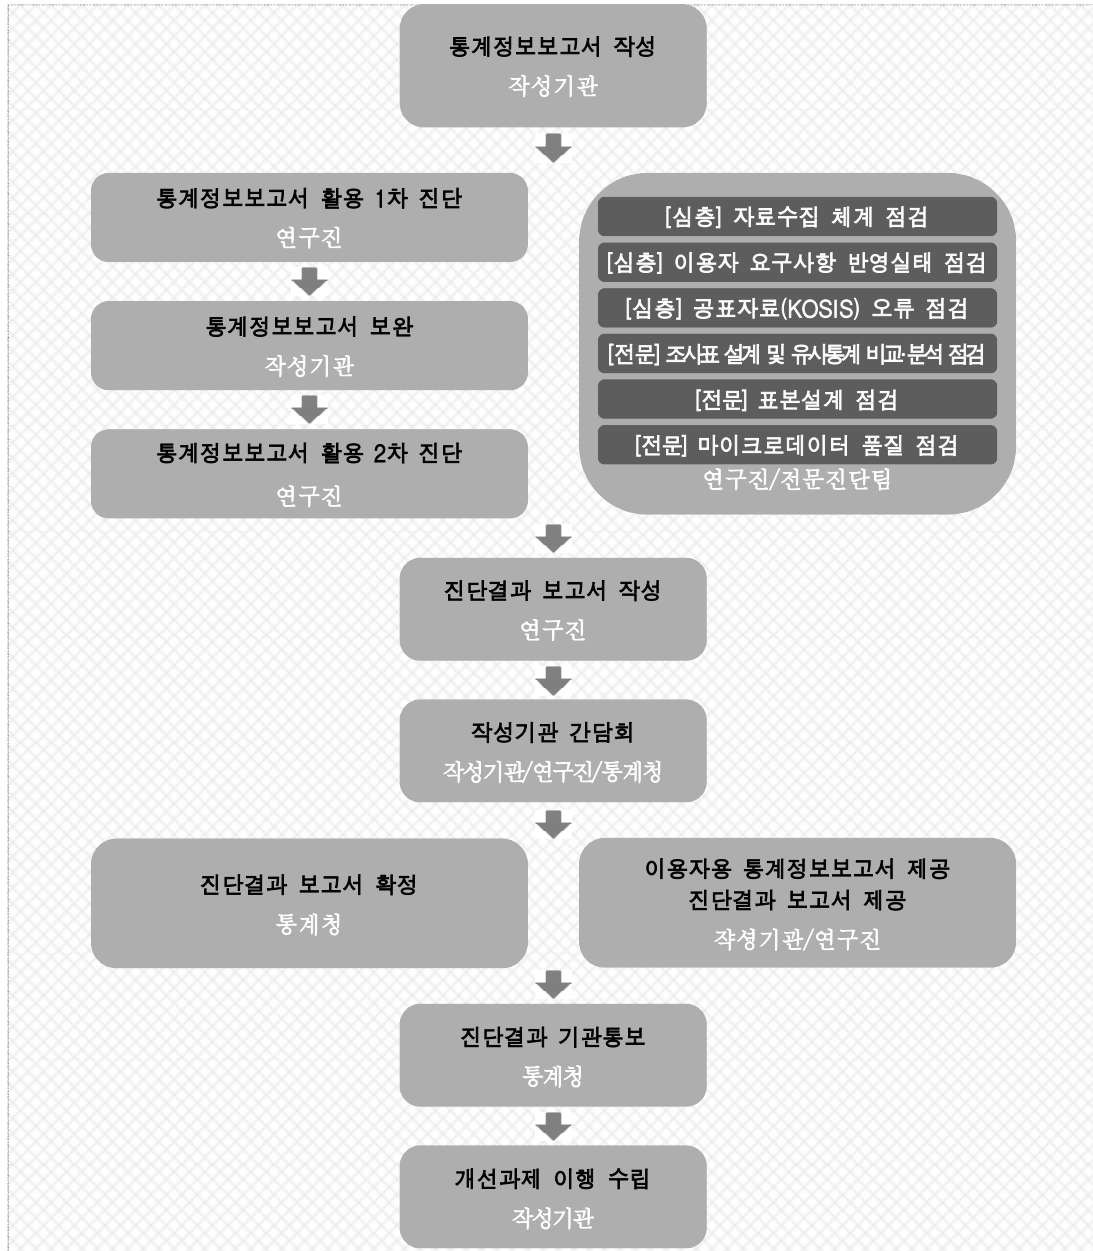 통계정보보고서 작성
작성기관
통계정보보고서 활용 1차 진단
연구진
통계정보보고서 보완
작성기관
통계정보보고서 활용 2차 진단
연구진
[심층] 자료수집 체계 점검
[심층] 이용자 요구사항 반영실태 점검
[심층] 공표자료(KOSIS) 오류 점검
[전문] 조사표 설계 및 유사통계 비교·분석 점검
[전문] 표본설계 점검
[전문] 마이크로데이터 품질 점검
연구진/전문진단팀
진단결과 보고서 작성
연구진
작성기관 간담회
작성기관/연구진/통계청
진단결과 보고서 확정
통계청
이용자용 통계정보보고서 제공
진단결과 보고서 제공
작성기관/연구진
진단결과 기관통보
통계청
개선과제 이행 수립
작성기관